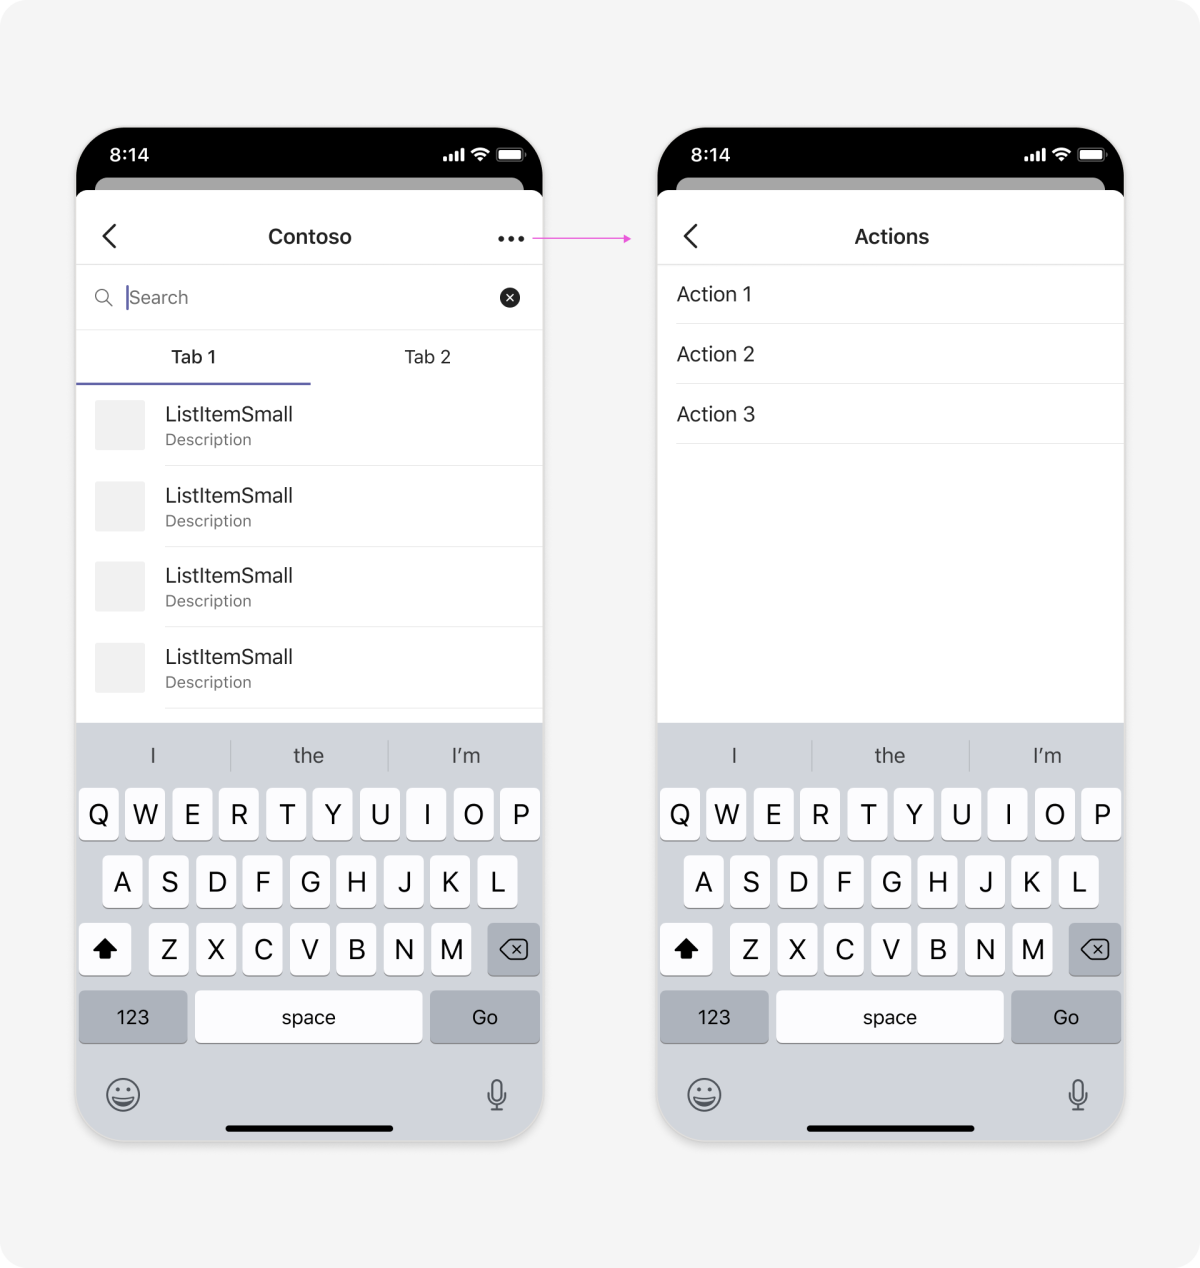 8:14
Contoso
Search
Tab 1 Tab 2
ListItemSmall
Description
ListItemSmall
Description
ListItemSmall
Description
ListItemSmall
Description
I the I’m
Q W E R T Y U I O P
A S D F G H J K L
Z X C V B N M
123 space Go
8:14
Actions
Action 1
Action 2
Action 3
I the I’m
Q W E R T Y U I O P
A S D F G H J K L
Z X C V B N M
123 space Go